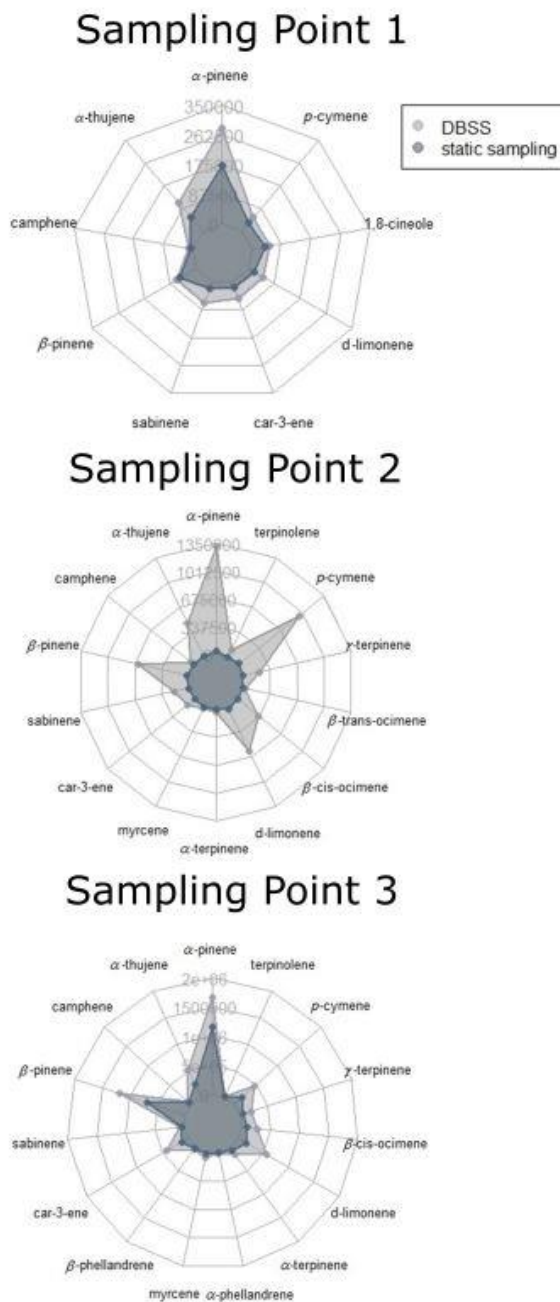 Sampling Point 1
α-pinene
350000
α-thujene
p-cymene
DBSS
static sampling
camphene
1,8-cineole
β-pinene
d-limonene
sabinene
car-3-ene
Sampling Point 2
α-pinene
α-thujene
terpinolene
1350000
camphene
p-cymene
675000
337500
β-pinene
γ-terpinene
sabinene
β-trans-ocimene
car-3-ene
β-cis-ocimene
myrcene
d-limonene
α-terpinene
Sampling Point 3
α-pinene
α-thujene
terpinolene
2e+06
camphene
p-cymene
1500000
β-pinene
γ-terpinene
sabinene
β-cis-ocimene
car-3-ene
d-limonene
β-phellandrene
α-terpinene
myrcene
α-phellandrene